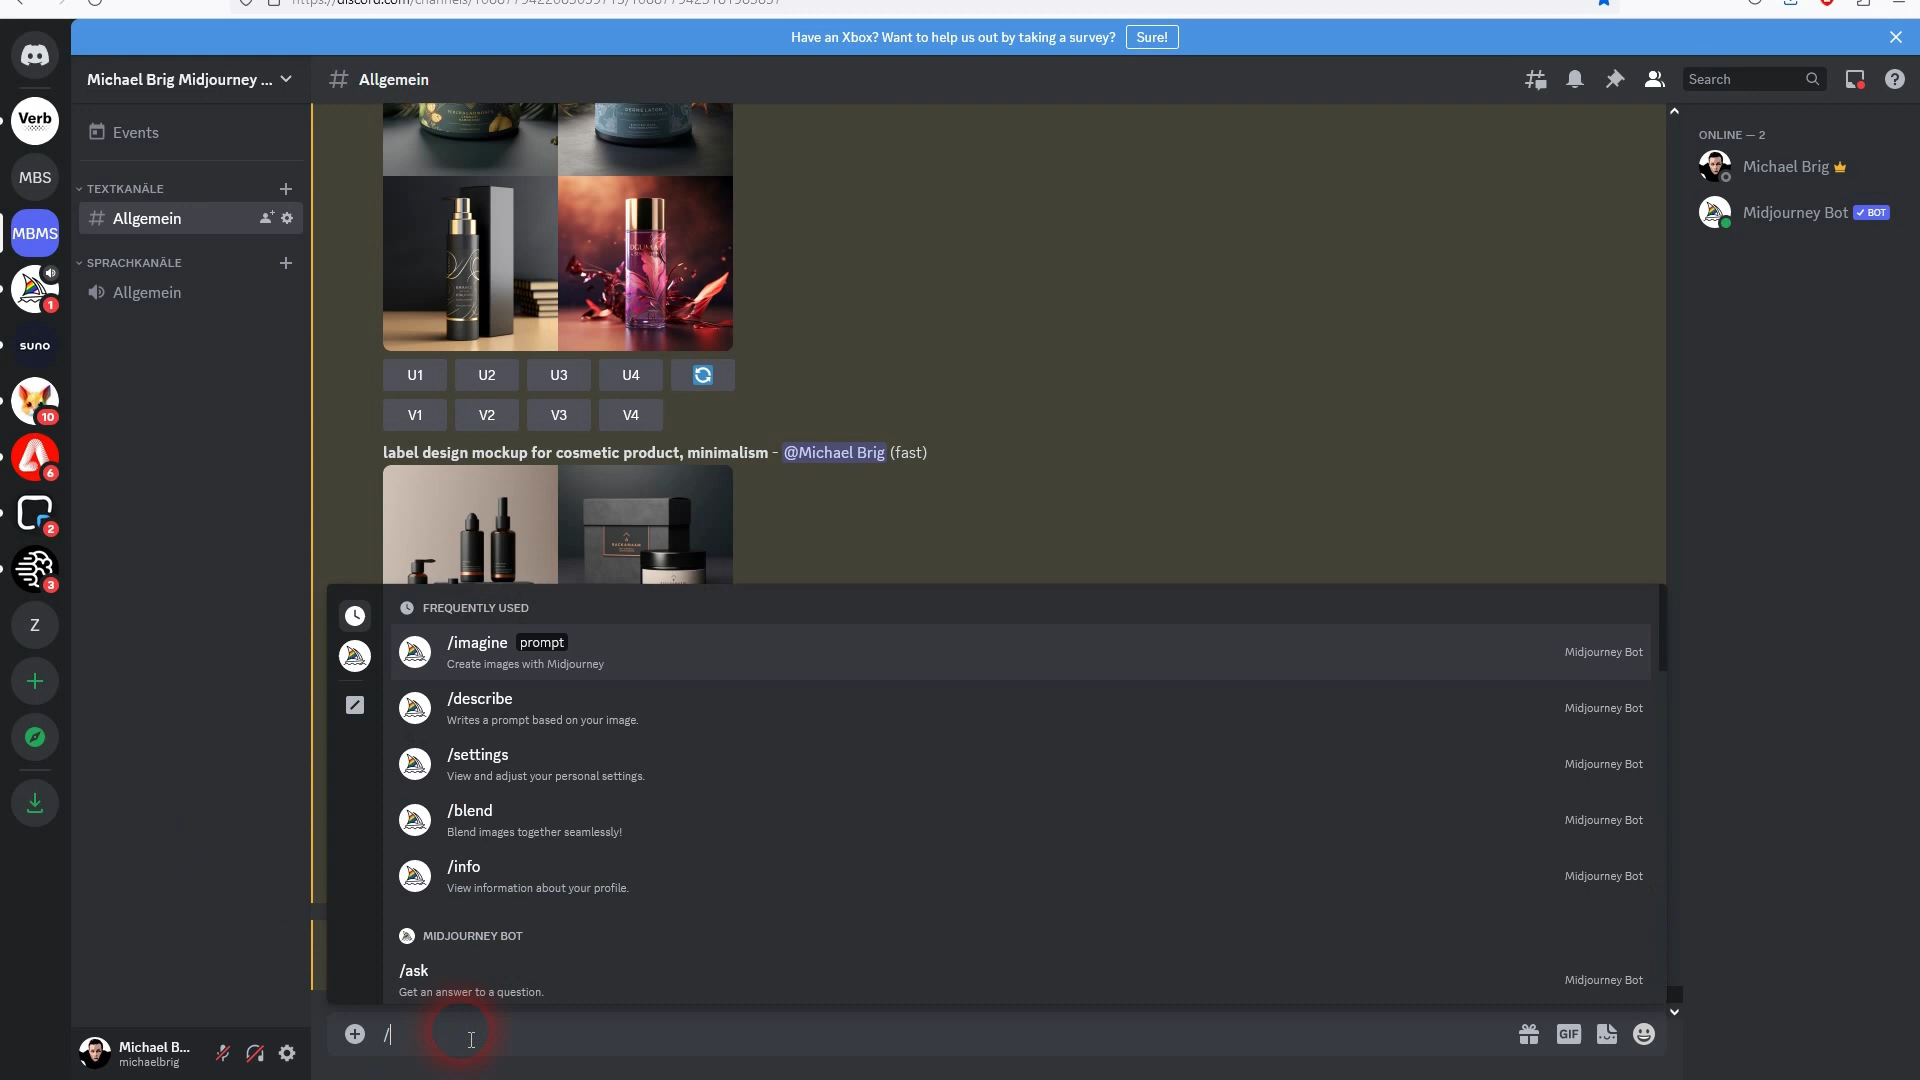 Have an Xbox? Want to help us out by taking a survey? Sure!
Verb
MBS
MBMS
1
suno
10
6
2
3
Z
Michael Brig Midjourney ...
Events
TEXTKANÄLE
Allgemein
SPRACHKANÄLE
Allgemein
Michael B...
michaelbrig
Allgemein
Search
U1 U2 U3 U4
V1 V2 V3 V4
label design mockup for cosmetic product, minimalism - @Michael Brig (fast)
FREQUENTLY USED
/imagine prompt
Create images with Midjourney
Midjourney Bot
/describe
Writes a prompt based on your image.
Midjourney Bot
/settings
View and adjust your personal settings.
Midjourney Bot
/blend
Blend images together seamlessly!
Midjourney Bot
/info
View information about your profile.
Midjourney Bot
MIDJOURNEY BOT
/ask
Get an answer to a question.
Midjourney Bot
/
GIF
ONLINE — 2
Michael Brig
Midjourney Bot BOT